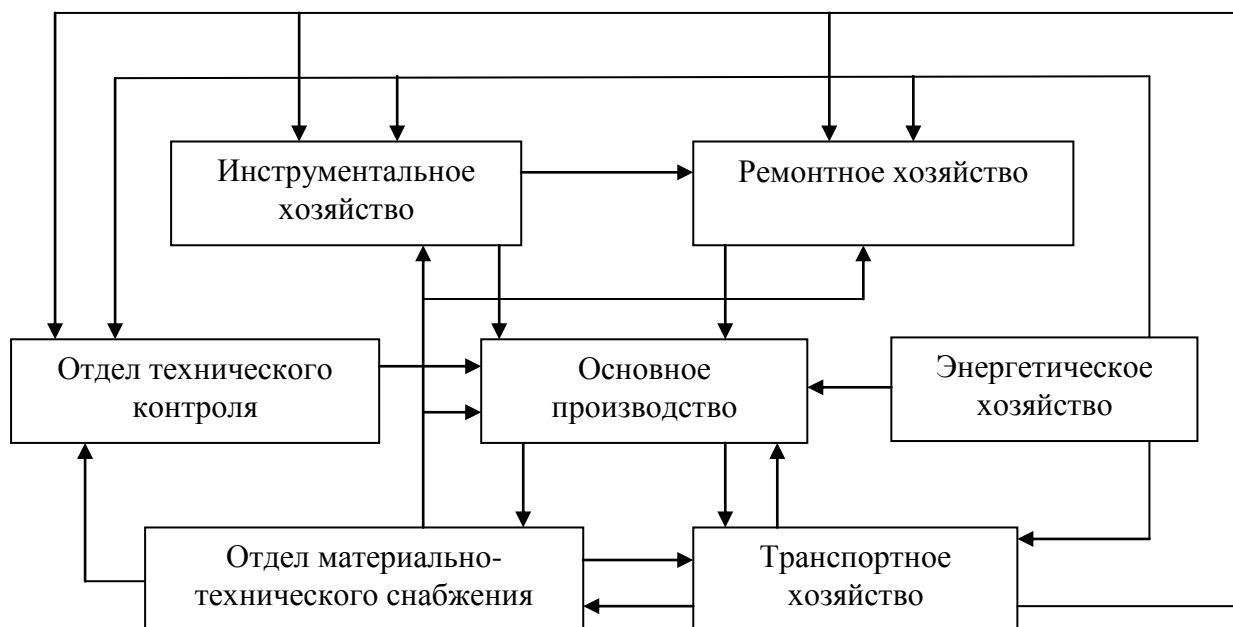 Инструментальное
хозяйство
Ремонтное хозяйство
Отдел технического
контроля
Основное
производство
Энергетическое
хозяйство
Отдел материально-
технического снабжения
Транспортное
хозяйство